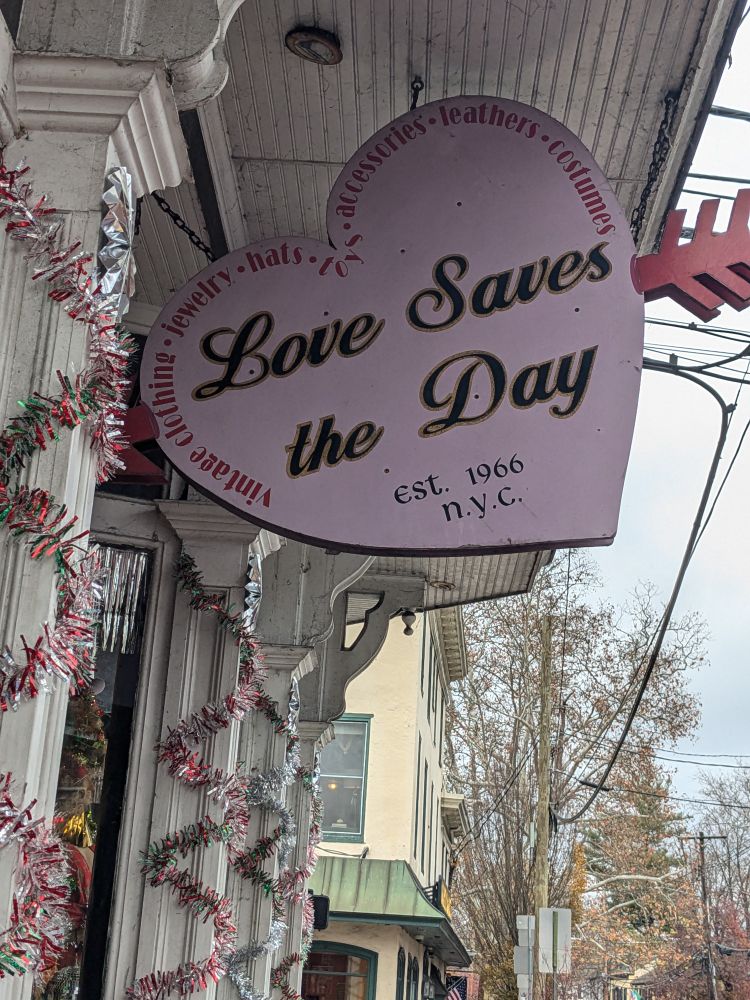 vintage clothing • jewelry • hats • toys • accessories • leathers • costumes
Love Saves
the Day
est. 1966
n.y.c.